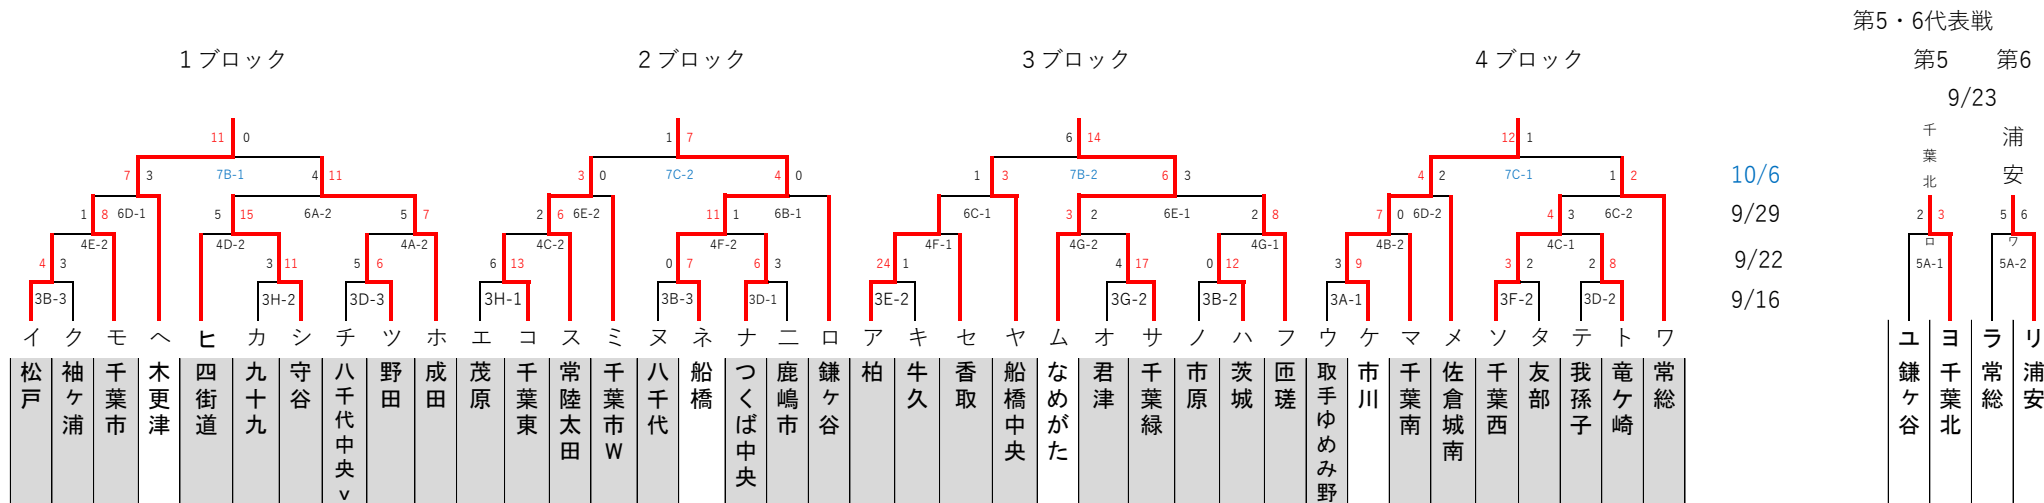 第5・6代表戦
1 ブロック 2 ブロック 3 ブロック 4 ブロック 第5 第6
9/23
千葉北 浦安
11 0 1 7 6 14 12 1
7 3 7B-1 4 11 3 0 7C-2 4 0 1 3 7B-2 6 3 4 2 7C-1 1 2 10/6
1 8 6D-1 5 15 6A-2 5 7 2 6 6E-2 11 1 6B-1 6C-1 3 2 6E-1 2 8 7 0 6D-2 4 3 6C-2 9/29 2 3 5 6
4E-2 4D-2 4A-2 4C-2 4F-2 4F-1 4G-2 4G-1 4B-2 4C-1 ロ ワ
4 3 3 11 5 6 6 13 0 7 6 3 24 1 4 17 0 12 3 9 3 2 2 8 9/22 5A-1 5A-2
3B-3 3H-2 3D-3 3H-1 3B-3 3D-1 3E-2 3G-2 3B-2 3A-1 3F-2 3D-2 9/16
イ ク モ ヘ ヒ カ シ チ ツ ホ エ コ ス ミ ヌ ネ ナ ニ ロ ア キ セ ヤ ム オ サ ノ ハ フ ウ ケ マ メ ソ タ テ ト ワ ユ ヨ ラ リ
松戸
袖ヶ浦
千葉市
木更津
四街道
九十九
守谷
八千代中央v
野田
成田
茂原
千葉東
常陸太田
千葉市W
八千代
船橋
つくば中央
鹿嶋市
鎌ヶ谷
柏
牛久
香取
船橋中央
なめがた
君津
千葉緑
市原
茨城
匝瑳
取手ゆめみ野
市川
千葉南
佐倉城南
千葉西
友部
我孫子
竜ケ崎
常総
鎌ヶ谷
千葉北
常総
浦安